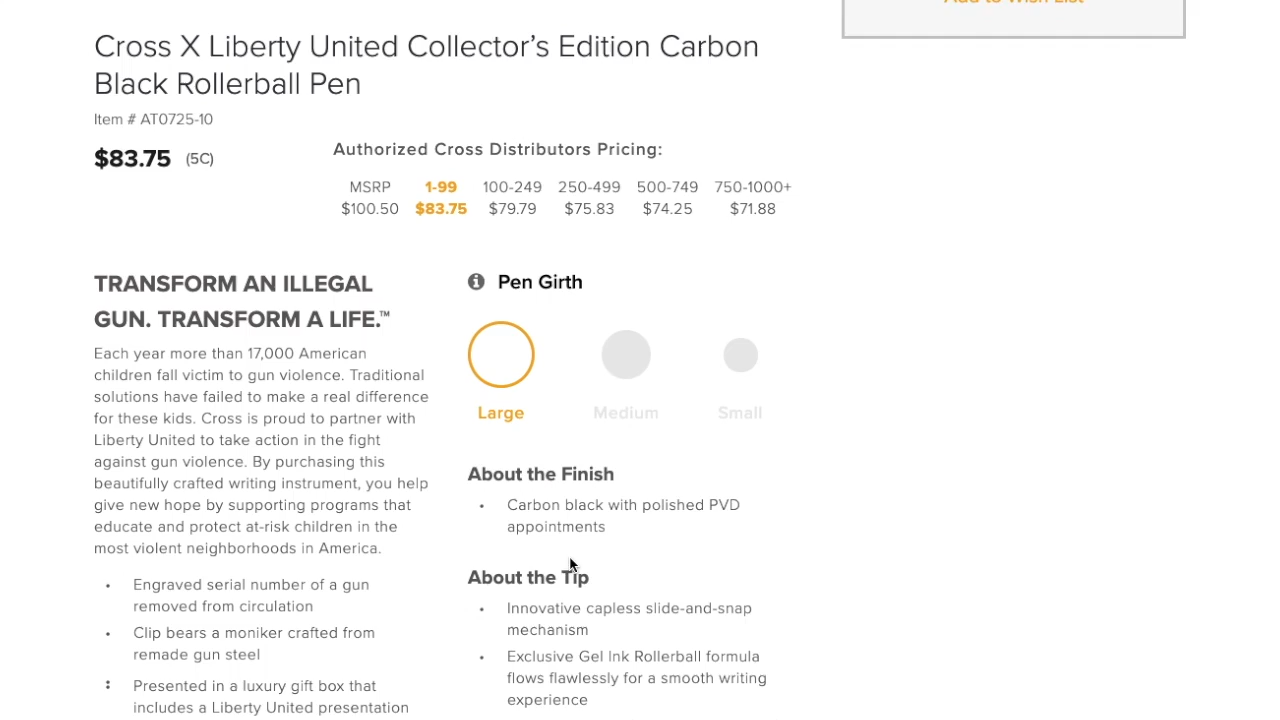 Add to Wish List
Cross X Liberty United Collector’s Edition Carbon
Black Rollerball Pen
Item # AT0725-10
$83.75 (5C)
Authorized Cross Distributors Pricing:
MSRP 1-99 100-249 250-499 500-749 750-1000+
$100.50 $83.75 $79.79 $75.83 $74.25 $71.88
TRANSFORM AN ILLEGAL
GUN. TRANSFORM A LIFE.™
Each year more than 17,000 American
children fall victim to gun violence. Traditional
solutions have failed to make a real difference
for these kids. Cross is proud to partner with
Liberty United to take action in the fight
against gun violence. By purchasing this
beautifully crafted writing instrument, you help
give new hope by supporting programs that
educate and protect at-risk children in the
most violent neighborhoods in America.
• Engraved serial number of a gun
removed from circulation
• Clip bears a moniker crafted from
remade gun steel
• Presented in a luxury gift box that
includes a Liberty United presentation
Pen Girth
Large Medium Small
About the Finish
• Carbon black with polished PVD
appointments
About the Tip
• Innovative capless slide-and-snap
mechanism
• Exclusive Gel Ink Rollerball formula
flows flawlessly for a smooth writing
experience